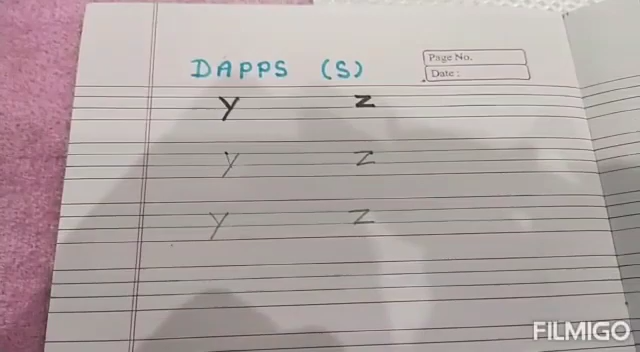 DAPPS (S)
Page No.
Date :
y z
y z
y z
FILMIGO